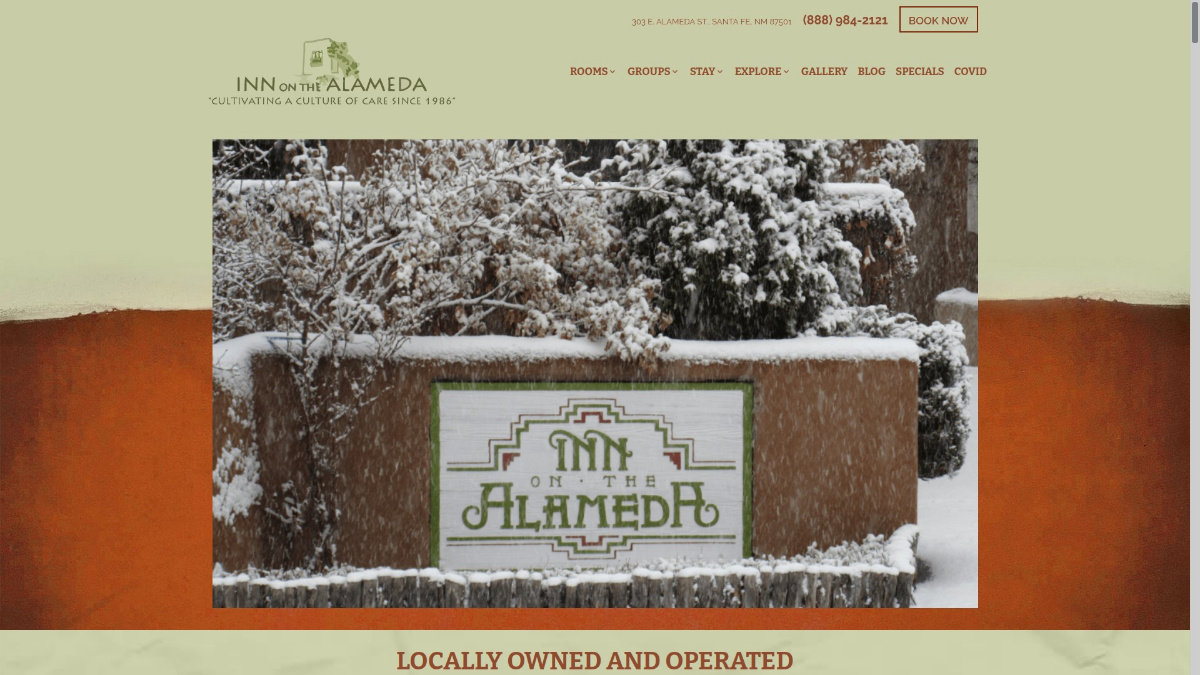 303 E. ALAMEDA ST., SANTA FE, NM 87501 (888) 984-2121 BOOK NOW
INN ON THE ALAMEDA
"CULTIVATING A CULTURE OF CARE SINCE 1986"
ROOMS GROUPS STAY EXPLORE GALLERY BLOG SPECIALS COVID
INN
ON · THE
ALAMEDA
LOCALLY OWNED AND OPERATED